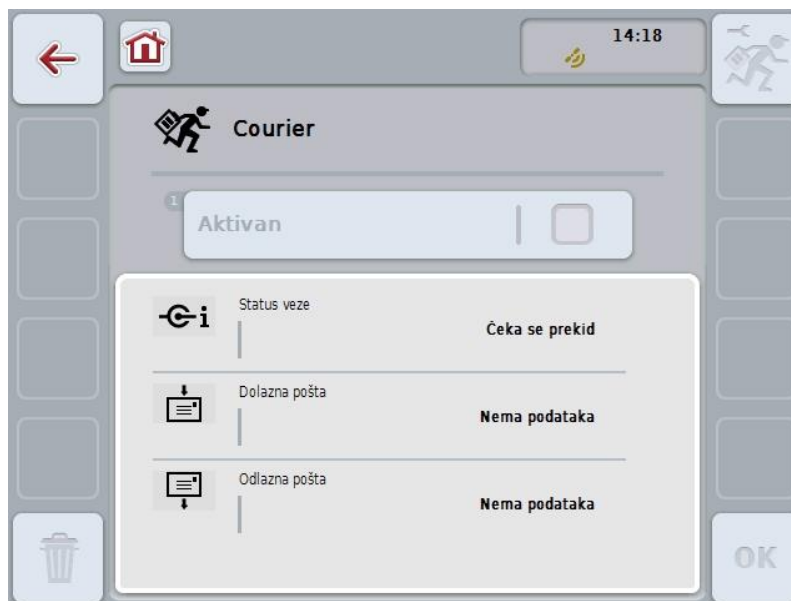 14:18
Courier
1
Aktivan
i
Status veze
Čeka se prekid
Dolazna pošta
Nema podataka
Odlazna pošta
Nema podataka
OK